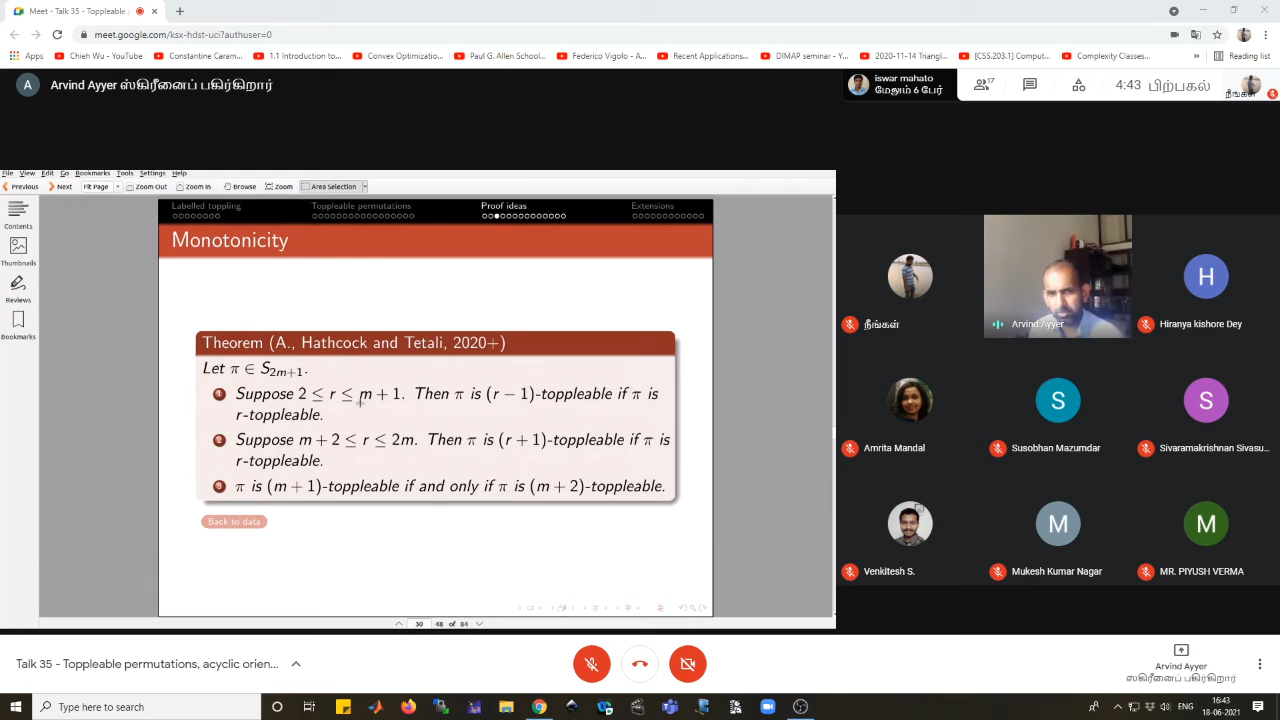 Meet - Talk 35 - Toppleable
meet.google.com/ksx-hdst-uci?authuser=0
Apps
Chieh Wu - YouTube
Constantine Caram...
1.1 Introduction to...
Convex Optimizatio...
Paul G. Allen School...
Federico Vigolo - A...
Recent Applications...
DIMAP seminar - Y...
2020-11-14 Triangl...
[CSS.203.1] Comput...
Complexity Classes...
Reading list
A
Arvind Ayyer ஸ்கிரீனைப் பகிர்கிறார்
iswar mahato
மேலும் 6 பேர்
17
4:43 பிற்பகல்
நீங்கள்
File View Edit Go Bookmarks Tools Settings Help
Previous Next Fit Page Zoom Out Zoom In Browse Zoom Area Selection
Contents
Thumbnails
Reviews
Bookmarks
Labelled toppling
Toppleable permutations
Proof ideas
Extensions
Monotonicity
Theorem (A., Hathcock and Tetali, 2020+)
Let π ∈ S₂ₘ₊₁.
1 Suppose 2 ≤ r ≤ m + 1. Then π is (r − 1)-toppleable if π is
r-toppleable.
2 Suppose m + 2 ≤ r ≤ 2m. Then π is (r + 1)-toppleable if π is
r-toppleable.
3 π is (m + 1)-toppleable if and only if π is (m + 2)-toppleable.
Back to data
30 48 of 84
நீங்கள்
Arvind Ayyer
H
Hiranya kishore Dey
Amrita Mandal
S
Susobhan Mazumdar
S
Sivaramakrishnan Sivasu...
Venkitesh S.
M
Mukesh Kumar Nagar
M
MR. PIYUSH VERMA
Talk 35 - Toppleable permutations, acyclic orien...
Arvind Ayyer
ஸ்கிரீனைப் பகிர்கிறார்
Type here to search
ENG
16:43
18-06-2021